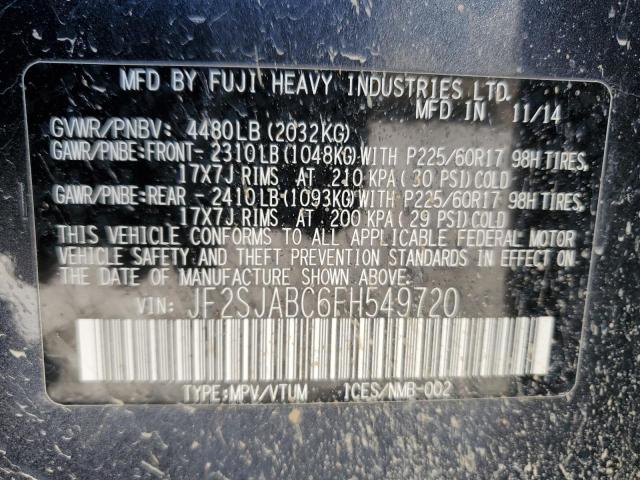 MFD BY FUJI HEAVY INDUSTRIES LTD.
MFD IN 11/14
GVWR/PNBV: 4480LB(2032KG)
GAWR/PNBE:FRONT- 2310LB(1048KG)WITH P225/60R17 98H TIRES,
17X7J RIMS AT 210 KPA(30 PSI)COLD
GAWR/PNBE:REAR - 2410LB(1093KG)WITH P225/60R17 98H TIRES,
17X7J RIMS AT 200 KPA(29 PSI)COLD
THIS VEHICLE CONFORMS TO ALL APPLICABLE FEDERAL MOTOR
VEHICLE SAFETY AND THEFT PREVENTION STANDARDS IN EFFECT ON
THE DATE OF MANUFACTURE SHOWN ABOVE.
VIN: JF2SJABC6FH549720
TYPE:MPV/VTUM ICES/NMB-002